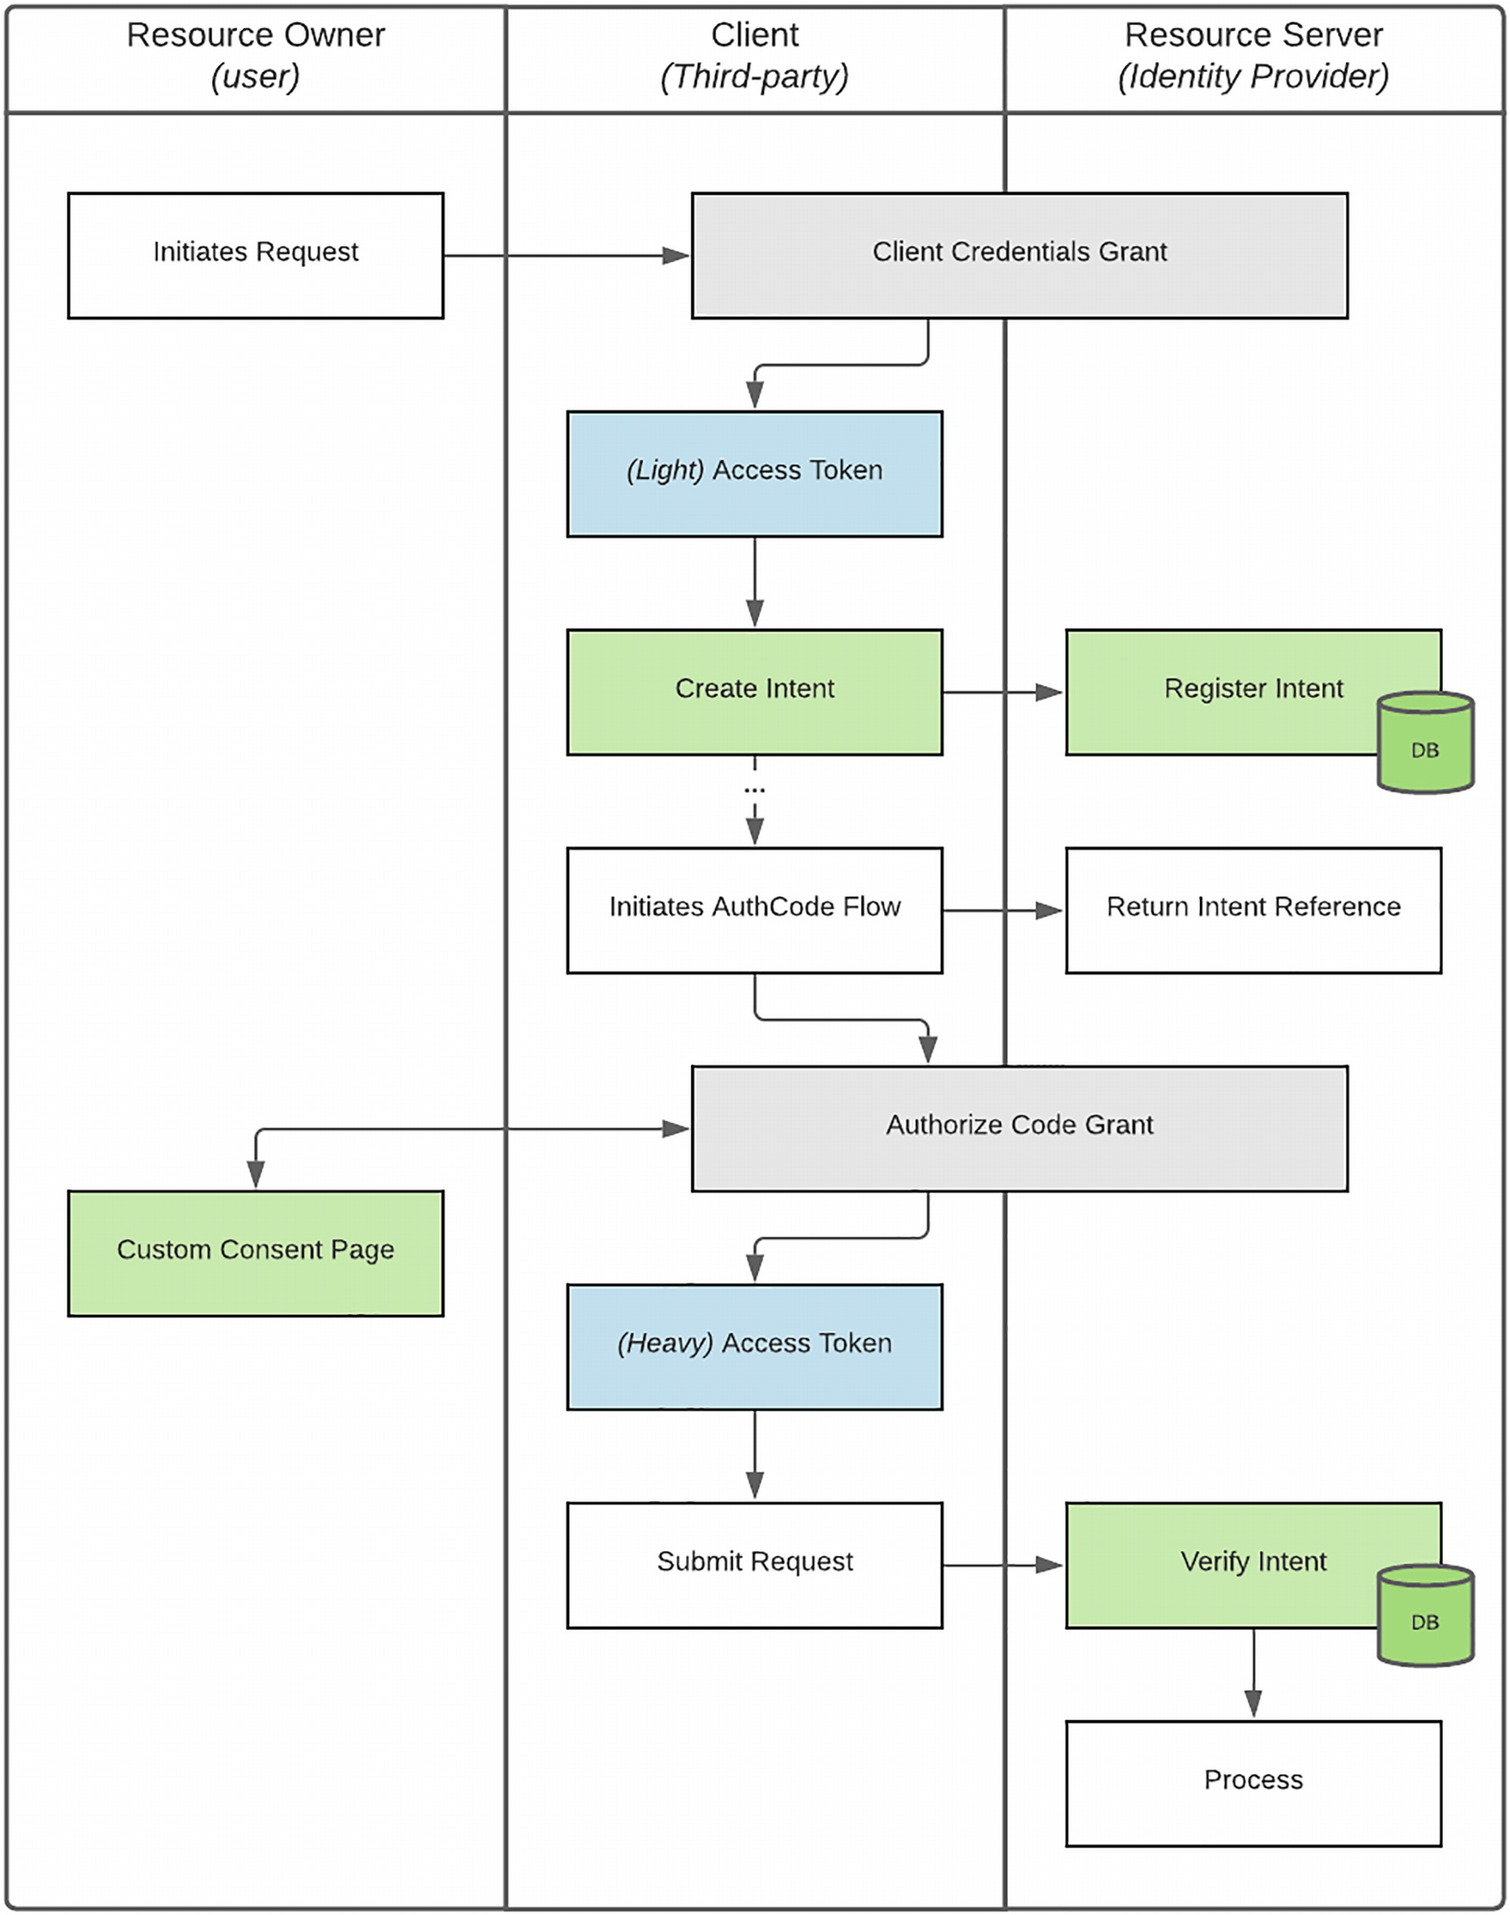 Resource Owner
(user)
Client
(Third-party)
Resource Server
(Identity Provider)
Initiates Request
Client Credentials Grant
(Light) Access Token
Create Intent
Register Intent
DB
...
Initiates AuthCode Flow
Return Intent Reference
Authorize Code Grant
Custom Consent Page
(Heavy) Access Token
Submit Request
Verify Intent
DB
Process